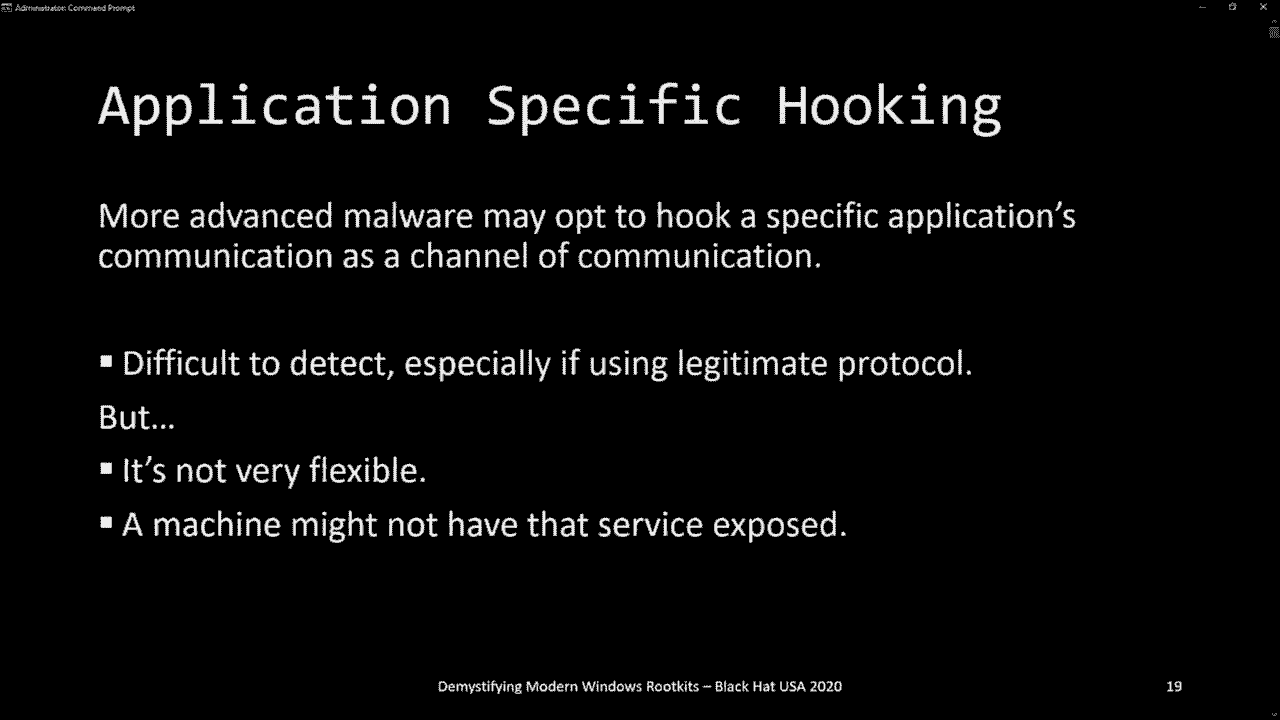 Administrator: Command Prompt
Application Specific Hooking
More advanced malware may opt to hook a specific application’s
communication as a channel of communication.
▪ Difficult to detect, especially if using legitimate protocol.
But…
▪ It’s not very flexible.
▪ A machine might not have that service exposed.
Demystifying Modern Windows Rootkits – Black Hat USA 2020
19